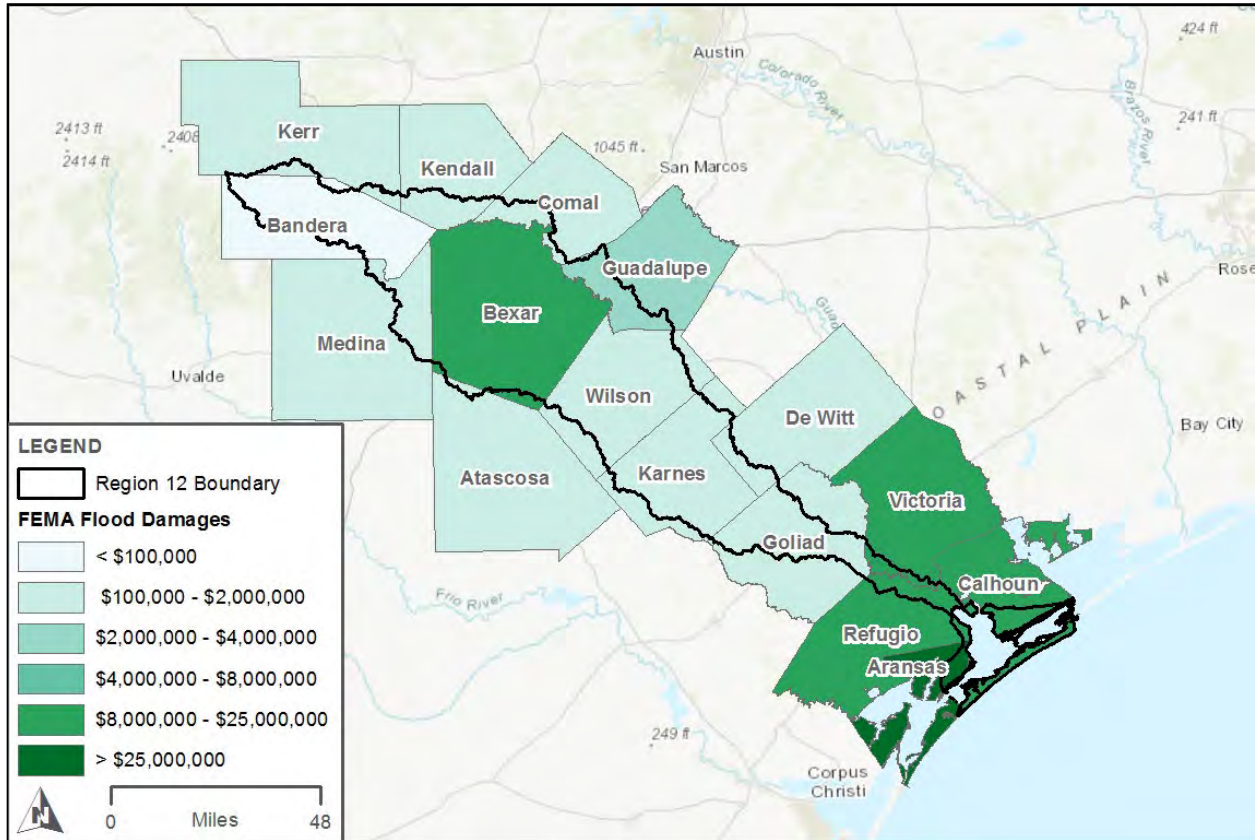 424 ft
Austin
Colorado River
Brazos River
2413 ft
2408
2414 ft
241 ft
Kerr
1045 ft
San Marcos
Kendall
Comal
Bandera
Guadalupe
Rose
Guad
Bexar
Medina
Uvalde
OASTAL PLAIN
Wilson
De Witt
Bay City
Atascosa
Karnes
Victoria
Goliad
Calhoun
Frio River
Refugio
Aransas
249 ft
Corpus
Christi
LEGEND
Region 12 Boundary
FEMA Flood Damages
< $100,000
$100,000 - $2,000,000
$2,000,000 - $4,000,000
$4,000,000 - $8,000,000
$8,000,000 - $25,000,000
> $25,000,000
N
0 Miles 48